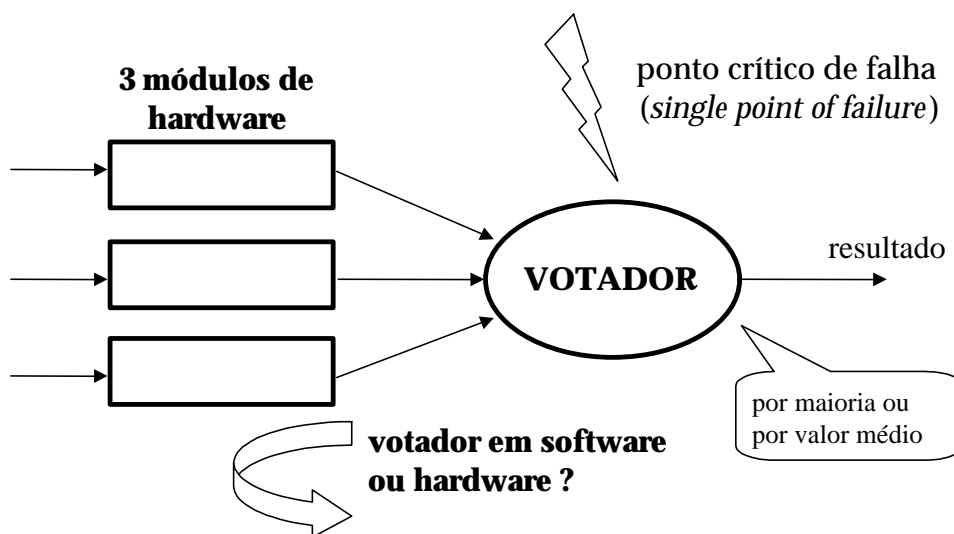 3 módulos de
hardware
ponto crítico de falha
(single point of failure)
VOTADOR
resultado
por maioria ou
por valor médio
votador em software
ou hardware ?